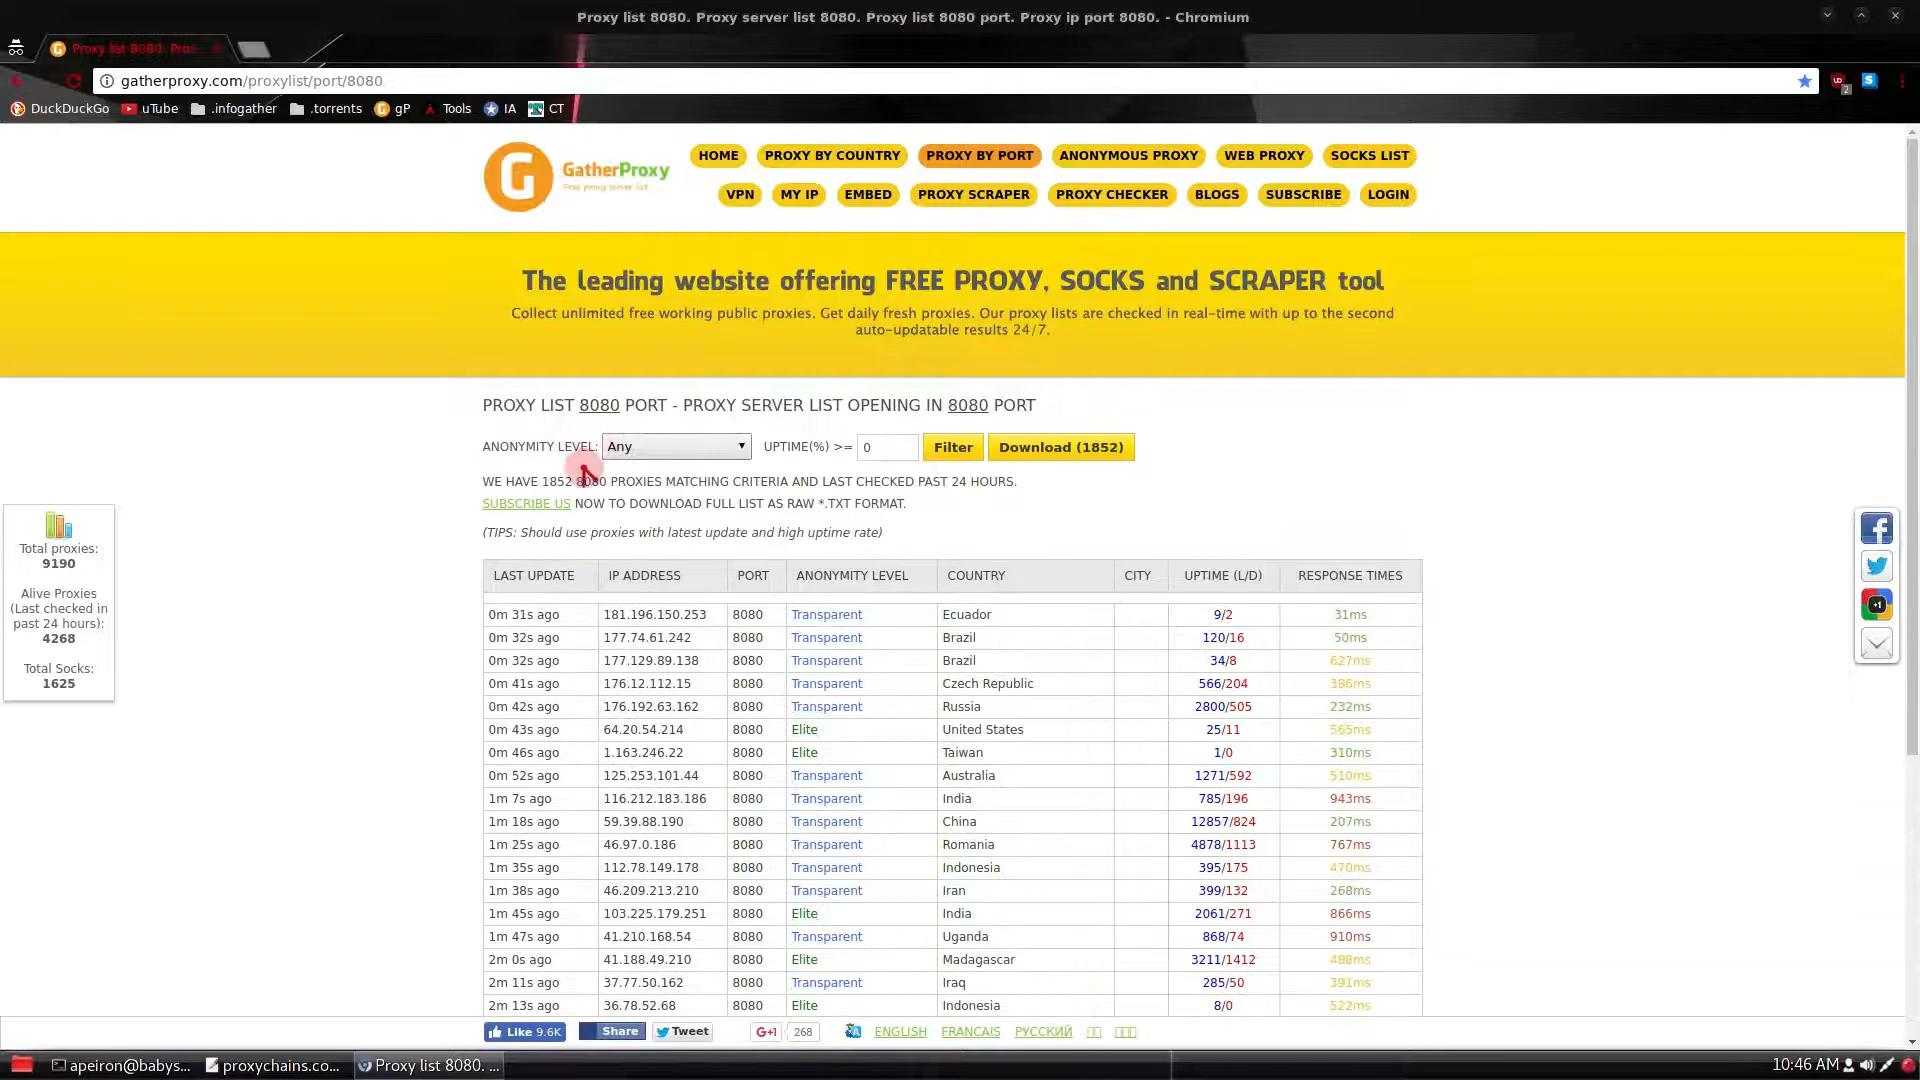 Proxy list 8080. Proxy server list 8080. Proxy list 8080 port. Proxy ip port 8080. - Chromium
Proxy list 8080. Prox
gatherproxy.com/proxylist/port/8080
DuckDuckGo uTube .infogather .torrents gP Tools IA CT
GatherProxy
Free proxy server list
HOME PROXY BY COUNTRY PROXY BY PORT ANONYMOUS PROXY WEB PROXY SOCKS LIST
VPN MY IP EMBED PROXY SCRAPER PROXY CHECKER BLOGS SUBSCRIBE LOGIN
The leading website offering FREE PROXY, SOCKS and SCRAPER tool
Collect unlimited free working public proxies. Get daily fresh proxies. Our proxy lists are checked in real-time with up to the second
auto-updatable results 24/7.
PROXY LIST 8080 PORT - PROXY SERVER LIST OPENING IN 8080 PORT
ANONYMITY LEVEL: Any UPTIME(%) >= 0 Filter Download (1852)
WE HAVE 1852 8080 PROXIES MATCHING CRITERIA AND LAST CHECKED PAST 24 HOURS.
SUBSCRIBE US NOW TO DOWNLOAD FULL LIST AS RAW *.TXT FORMAT.
(TIPS: Should use proxies with latest update and high uptime rate)
Total proxies:
9190
Alive Proxies
(Last checked in
past 24 hours):
4268
Total Socks:
1625
LAST UPDATE IP ADDRESS PORT ANONYMITY LEVEL COUNTRY CITY UPTIME (L/D) RESPONSE TIMES
0m 31s ago 181.196.150.253 8080 Transparent Ecuador 9/2 31ms
0m 32s ago 177.74.61.242 8080 Transparent Brazil 120/16 50ms
0m 32s ago 177.129.89.138 8080 Transparent Brazil 34/8 627ms
0m 41s ago 176.12.112.15 8080 Transparent Czech Republic 566/204 386ms
0m 42s ago 176.192.63.162 8080 Transparent Russia 2800/505 232ms
0m 43s ago 64.20.54.214 8080 Elite United States 25/11 565ms
0m 46s ago 1.163.246.22 8080 Elite Taiwan 1/0 310ms
0m 52s ago 125.253.101.44 8080 Transparent Australia 1271/592 510ms
1m 7s ago 116.212.183.186 8080 Transparent India 785/196 943ms
1m 18s ago 59.39.88.190 8080 Transparent China 12857/824 207ms
1m 25s ago 46.97.0.186 8080 Transparent Romania 4878/1113 767ms
1m 35s ago 112.78.149.178 8080 Transparent Indonesia 395/175 470ms
1m 38s ago 46.209.213.210 8080 Transparent Iran 399/132 268ms
1m 45s ago 103.225.179.251 8080 Elite India 2061/271 866ms
1m 47s ago 41.210.168.54 8080 Transparent Uganda 868/74 910ms
2m 0s ago 41.188.49.210 8080 Elite Madagascar 3211/1412 488ms
2m 11s ago 37.77.50.162 8080 Transparent Iraq 285/50 391ms
2m 13s ago 36.78.52.68 8080 Elite Indonesia 8/0 522ms
Like 9.6K Share Tweet G+1 268 ENGLISH FRANCAIS РУССКИЙ
apeiron@babys... proxychains.co... Proxy list 8080. ... 10:46 AM